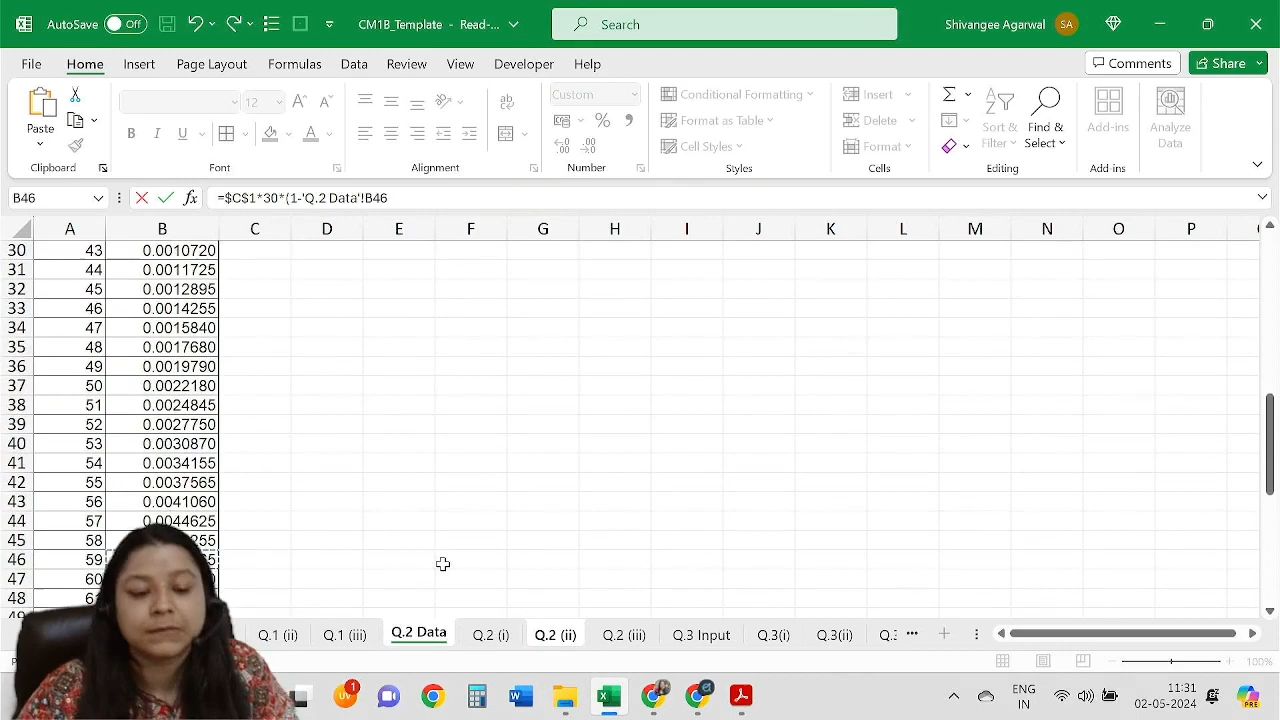 AutoSave Off CM1B_Template - Read-... Search Shivangee Agarwal SA
File Home Insert Page Layout Formulas Data Review View Developer Help Comments Share
Paste 12 B I U ab Custom % 9 Conditional Formatting Format as Table Cell Styles Insert Delete Format Sort & Filter Find & Select Add-ins Analyze Data
Clipboard Font Alignment Number Styles Cells Editing Add-ins
B46 fx =$C$1*30*(1-'Q.2 Data'!B46
A B C D E F G H I J K L M N O P
30 43 0.0010720
31 44 0.0011725
32 45 0.0012895
33 46 0.0014255
34 47 0.0015840
35 48 0.0017680
36 49 0.0019790
37 50 0.0022180
38 51 0.0024845
39 52 0.0027750
40 53 0.0030870
41 54 0.0034155
42 55 0.0037565
43 56 0.0041060
44 57 0.0044625
45 58
46 59
47 60
48
Q.1 (ii) Q.1 (iii) Q.2 Data Q.2 (i) Q.2 (ii) Q.2 (iii) Q.3 Input Q.3(i) Q.3(ii) Q.: ...
100%
UV 1 ENG IN 11:31 02-05-2024 PRE